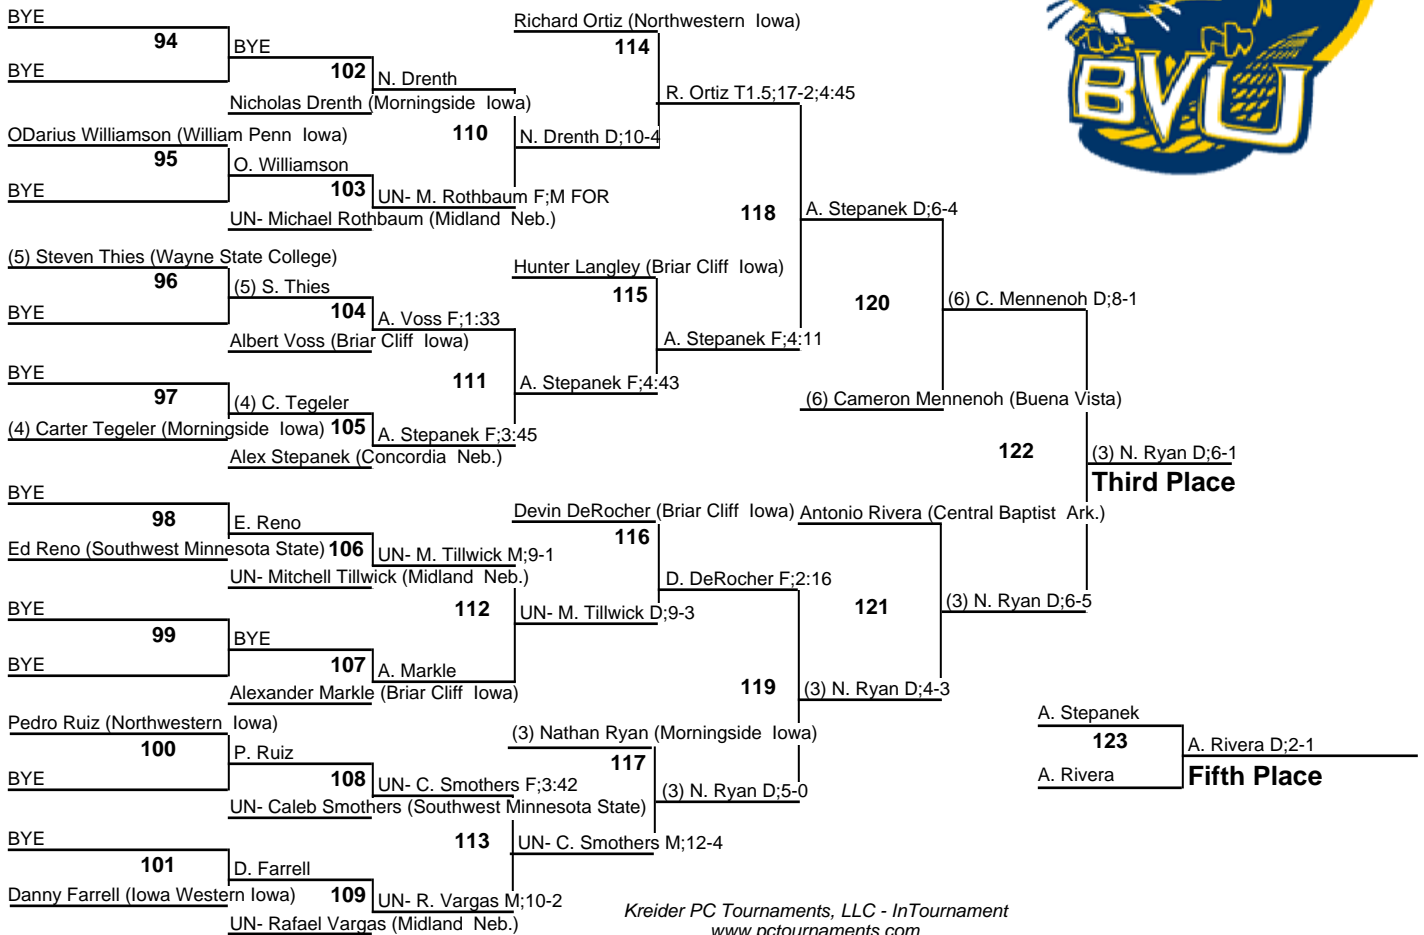 BYE
94
BYE
BYE
102
N. Drenth
Nicholas Drenth (Morningside  Iowa)
ODarius Williamson (William Penn  Iowa)
95
O. Williamson
BYE
103
UN- M. Rothbaum F;M FOR
UN- Michael Rothbaum (Midland  Neb.)
110
N. Drenth D;10-4
Richard Ortiz (Northwestern  Iowa)
114
R. Ortiz T1.5;17-2;4:45
(5) Steven Thies (Wayne State College)
96
(5) S. Thies
BYE
104
A. Voss F;1:33
Albert Voss (Briar Cliff  Iowa)
BYE
97
(4) C. Tegeler
(4) Carter Tegeler (Morningside  Iowa)
105
A. Stepanek F;3:45
Alex Stepanek (Concordia  Neb.)
111
A. Stepanek F;4:43
Hunter Langley (Briar Cliff  Iowa)
115
A. Stepanek F;4:11
118
A. Stepanek D;6-4
120
(6) C. Mennenoh D;8-1
(6) Cameron Mennenoh (Buena Vista)
BYE
98
E. Reno
Ed Reno (Southwest Minnesota State)
106
UN- M. Tillwick M;9-1
UN- Mitchell Tillwick (Midland  Neb.)
BYE
99
BYE
BYE
107
A. Markle
Alexander Markle (Briar Cliff  Iowa)
112
UN- M. Tillwick D;9-3
Devin DeRocher (Briar Cliff  Iowa)
116
D. DeRocher F;2:16
Pedro Ruiz (Northwestern  Iowa)
100
P. Ruiz
BYE
108
UN- C. Smothers F;3:42
UN- Caleb Smothers (Southwest Minnesota State)
BYE
101
D. Farrell
Danny Farrell (Iowa Western Iowa)
109
UN- R. Vargas M;10-2
UN- Rafael Vargas (Midland  Neb.)
113
UN- C. Smothers M;12-4
(3) Nathan Ryan (Morningside  Iowa)
117
(3) N. Ryan D;5-0
119
(3) N. Ryan D;4-3
Antonio Rivera (Central Baptist  Ark.)
121
(3) N. Ryan D;6-5
122
(3) N. Ryan D;6-1
Third Place
A. Stepanek
123
A. Rivera
A. Rivera D;2-1
Fifth Place
BVU
Kreider PC Tournaments, LLC - InTournament
www.pctournaments.com